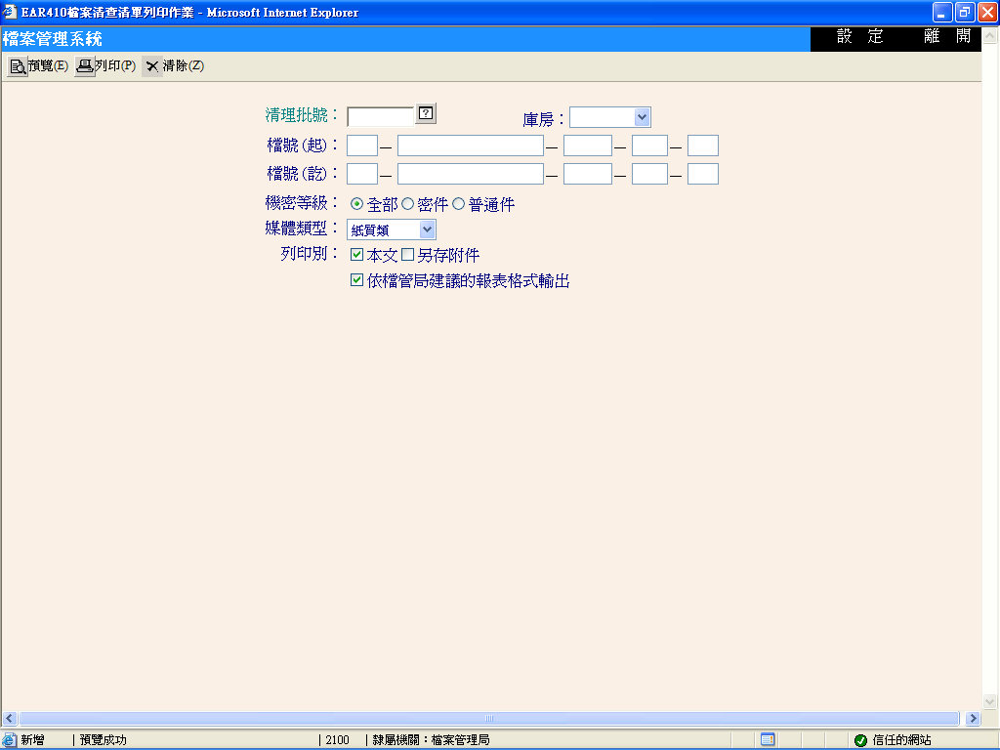 EAR410檔案清查清單列印作業 - Microsoft Internet Explorer
檔案管理系統 設 定 離 開
預覽(E) 列印(P) 清除(Z)
清理批號： ? 庫房：
檔號(起)： — — — —
檔號(訖)： — — — —
機密等級： 全部 密件 普通件
媒體類型： 紙質類
列印別： 本文 另存附件
依檔管局建議的報表格式輸出
新增 | 預覽成功 | 2100 | 隸屬機關：檔案管理局 信任的網站